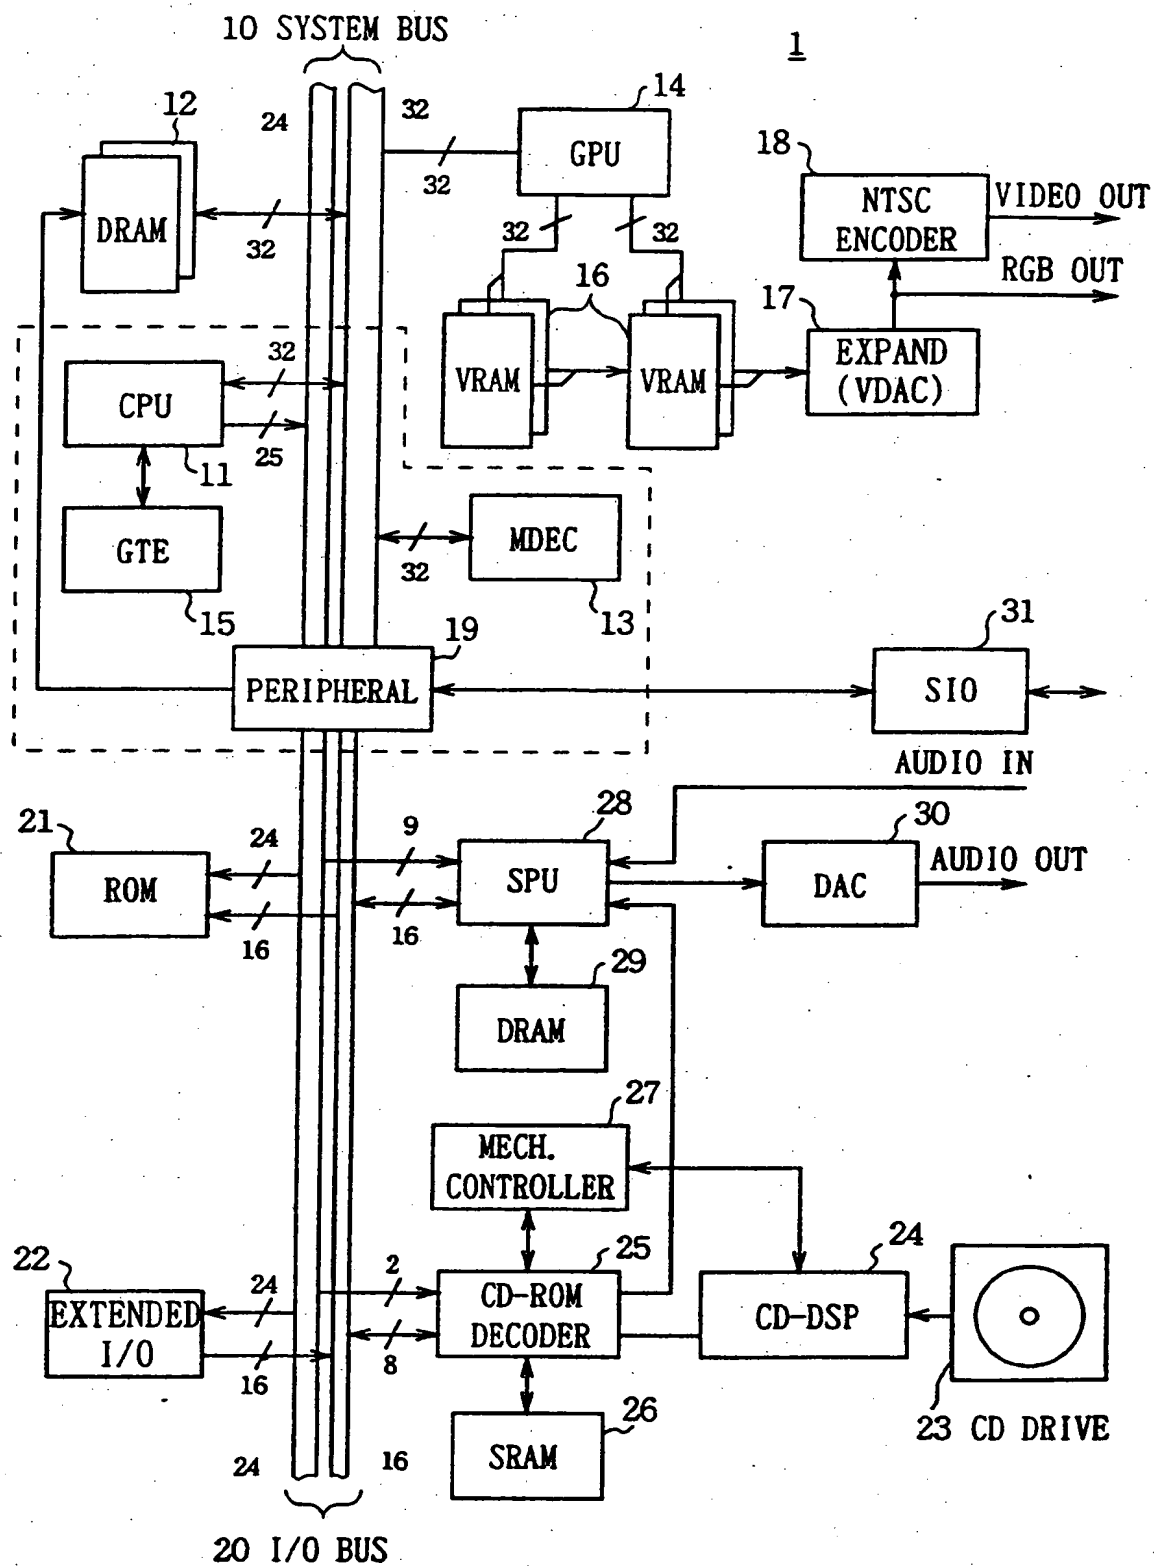 10 SYSTEM BUS
1
12
24
32
14
GPU
32
18
NTSC
ENCODER
VIDEO OUT
RGB OUT
DRAM
32
32
32
16
17
EXPAND
(VDAC)
VRAM
VRAM
32
CPU
25
11
GTE
15
MDEC
32
13
19
PERIPHERAL
31
SIO
AUDIO IN
21
24
ROM
16
9
28
SPU
16
30
DAC
AUDIO OUT
29
DRAM
27
MECH.
CONTROLLER
22
24
EXTENDED
I/O
16
2
25
CD-ROM
DECODER
8
24
CD-DSP
23 CD DRIVE
26
SRAM
24
16
20 I/O BUS